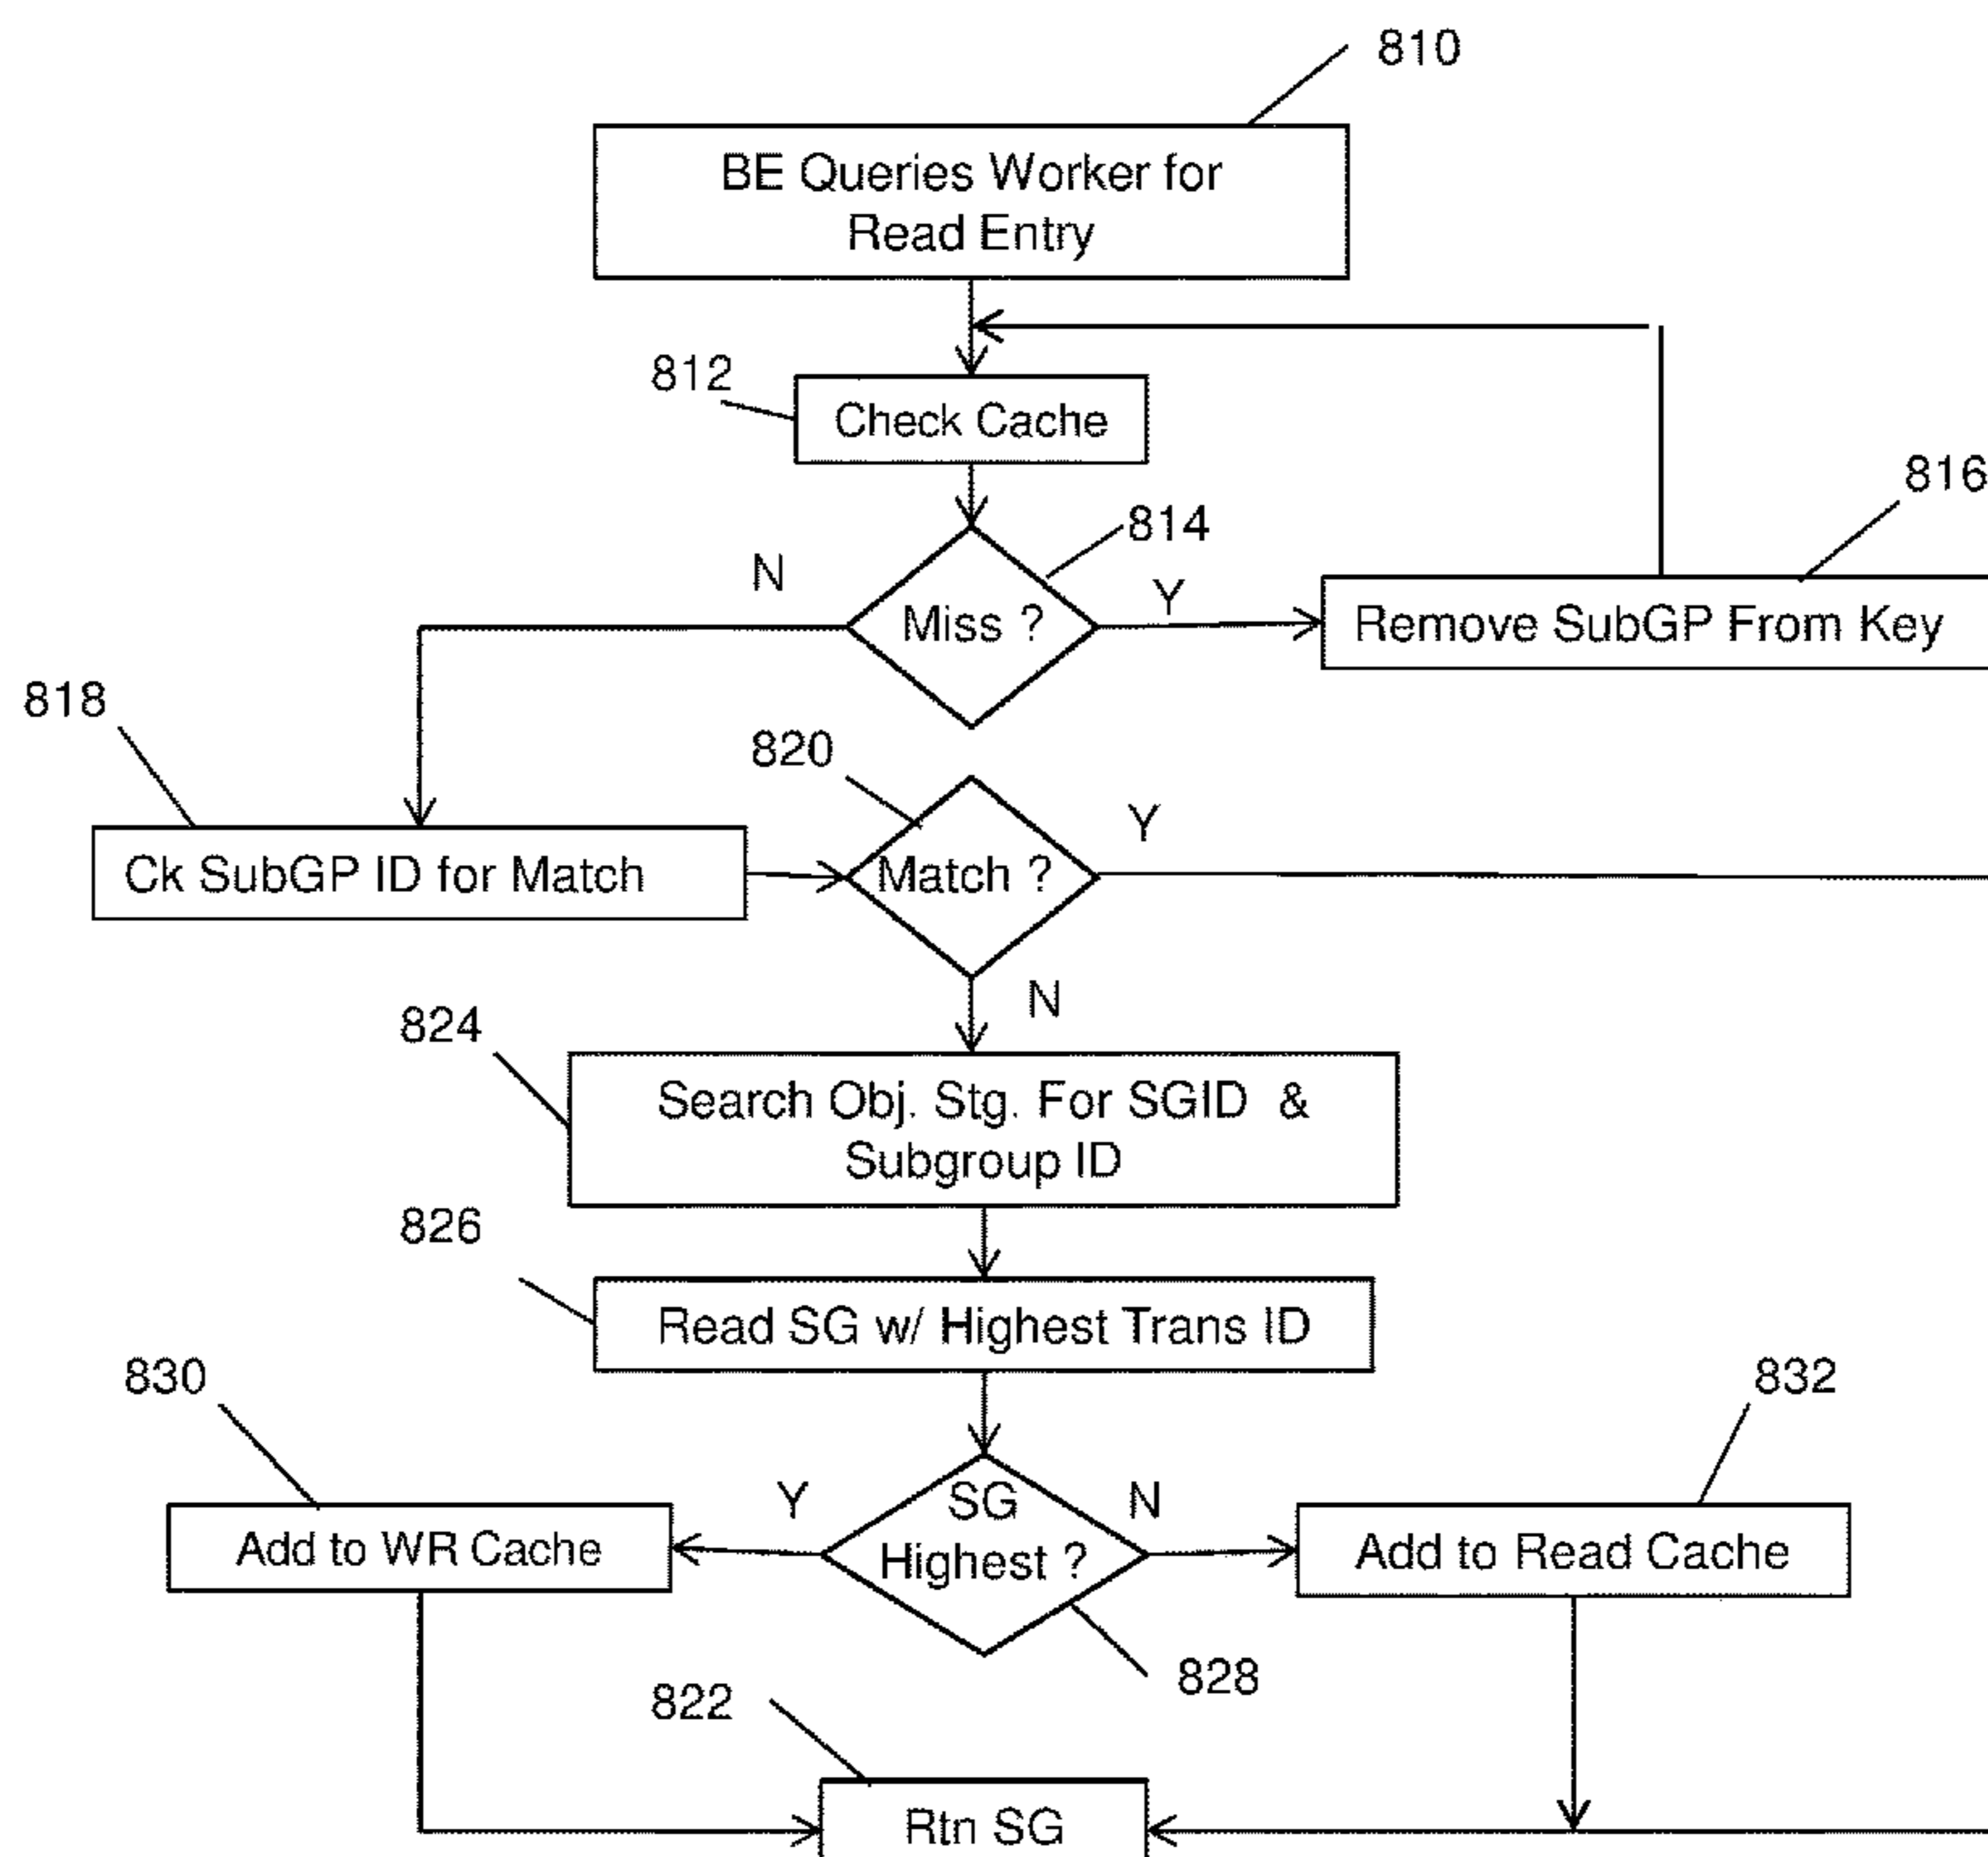 810
BE Queries Worker for
Read Entry
812
Check Cache
816
814
N
Y
Miss ?
Remove SubGP From Key
818
820
Y
Ck SubGP ID for Match
Match ?
N
824
Search Obj. Stg. For SGID &
Subgroup ID
826
Read SG w/ Highest Trans ID
830
832
Y
SG
N
Highest ?
Add to WR Cache
Add to Read Cache
828
822
Rtn SG